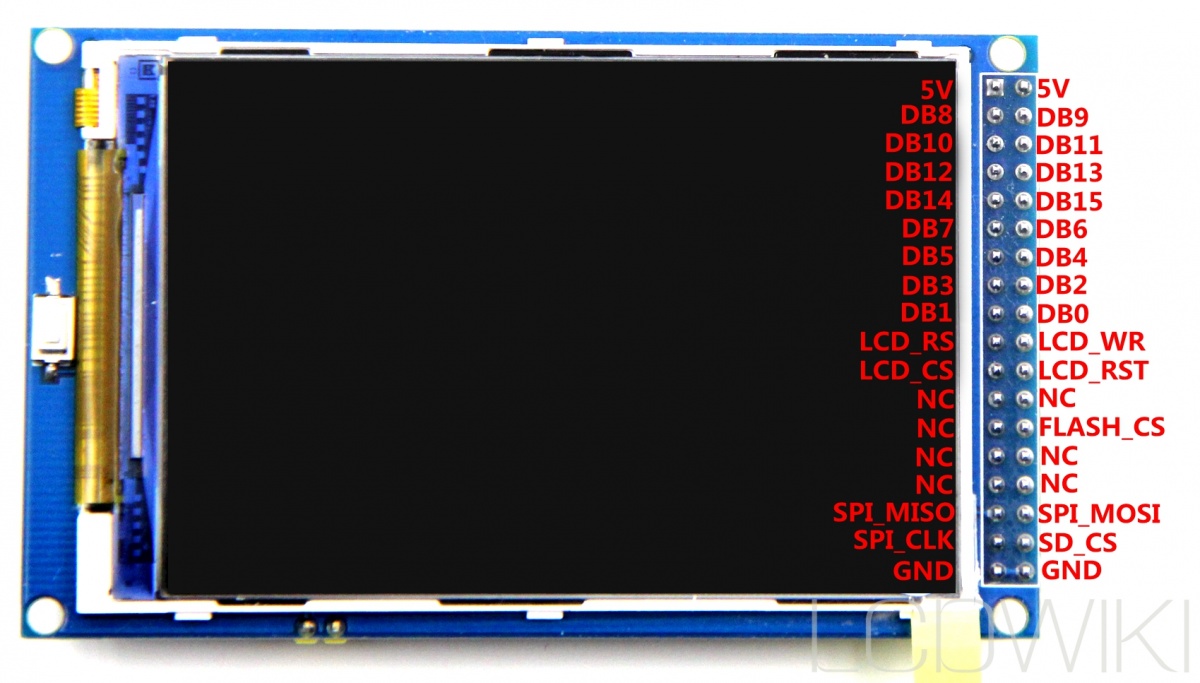 5V 5V
DB8 DB9
DB10 DB11
DB12 DB13
DB14 DB15
DB7 DB6
DB5 DB4
DB3 DB2
DB1 DB0
LCD_RS LCD_WR
LCD_CS LCD_RST
NC NC
NC FLASH_CS
NC NC
NC NC
SPI_MISO SPI_MOSI
SPI_CLK SD_CS
GND GND
LCDWIKI